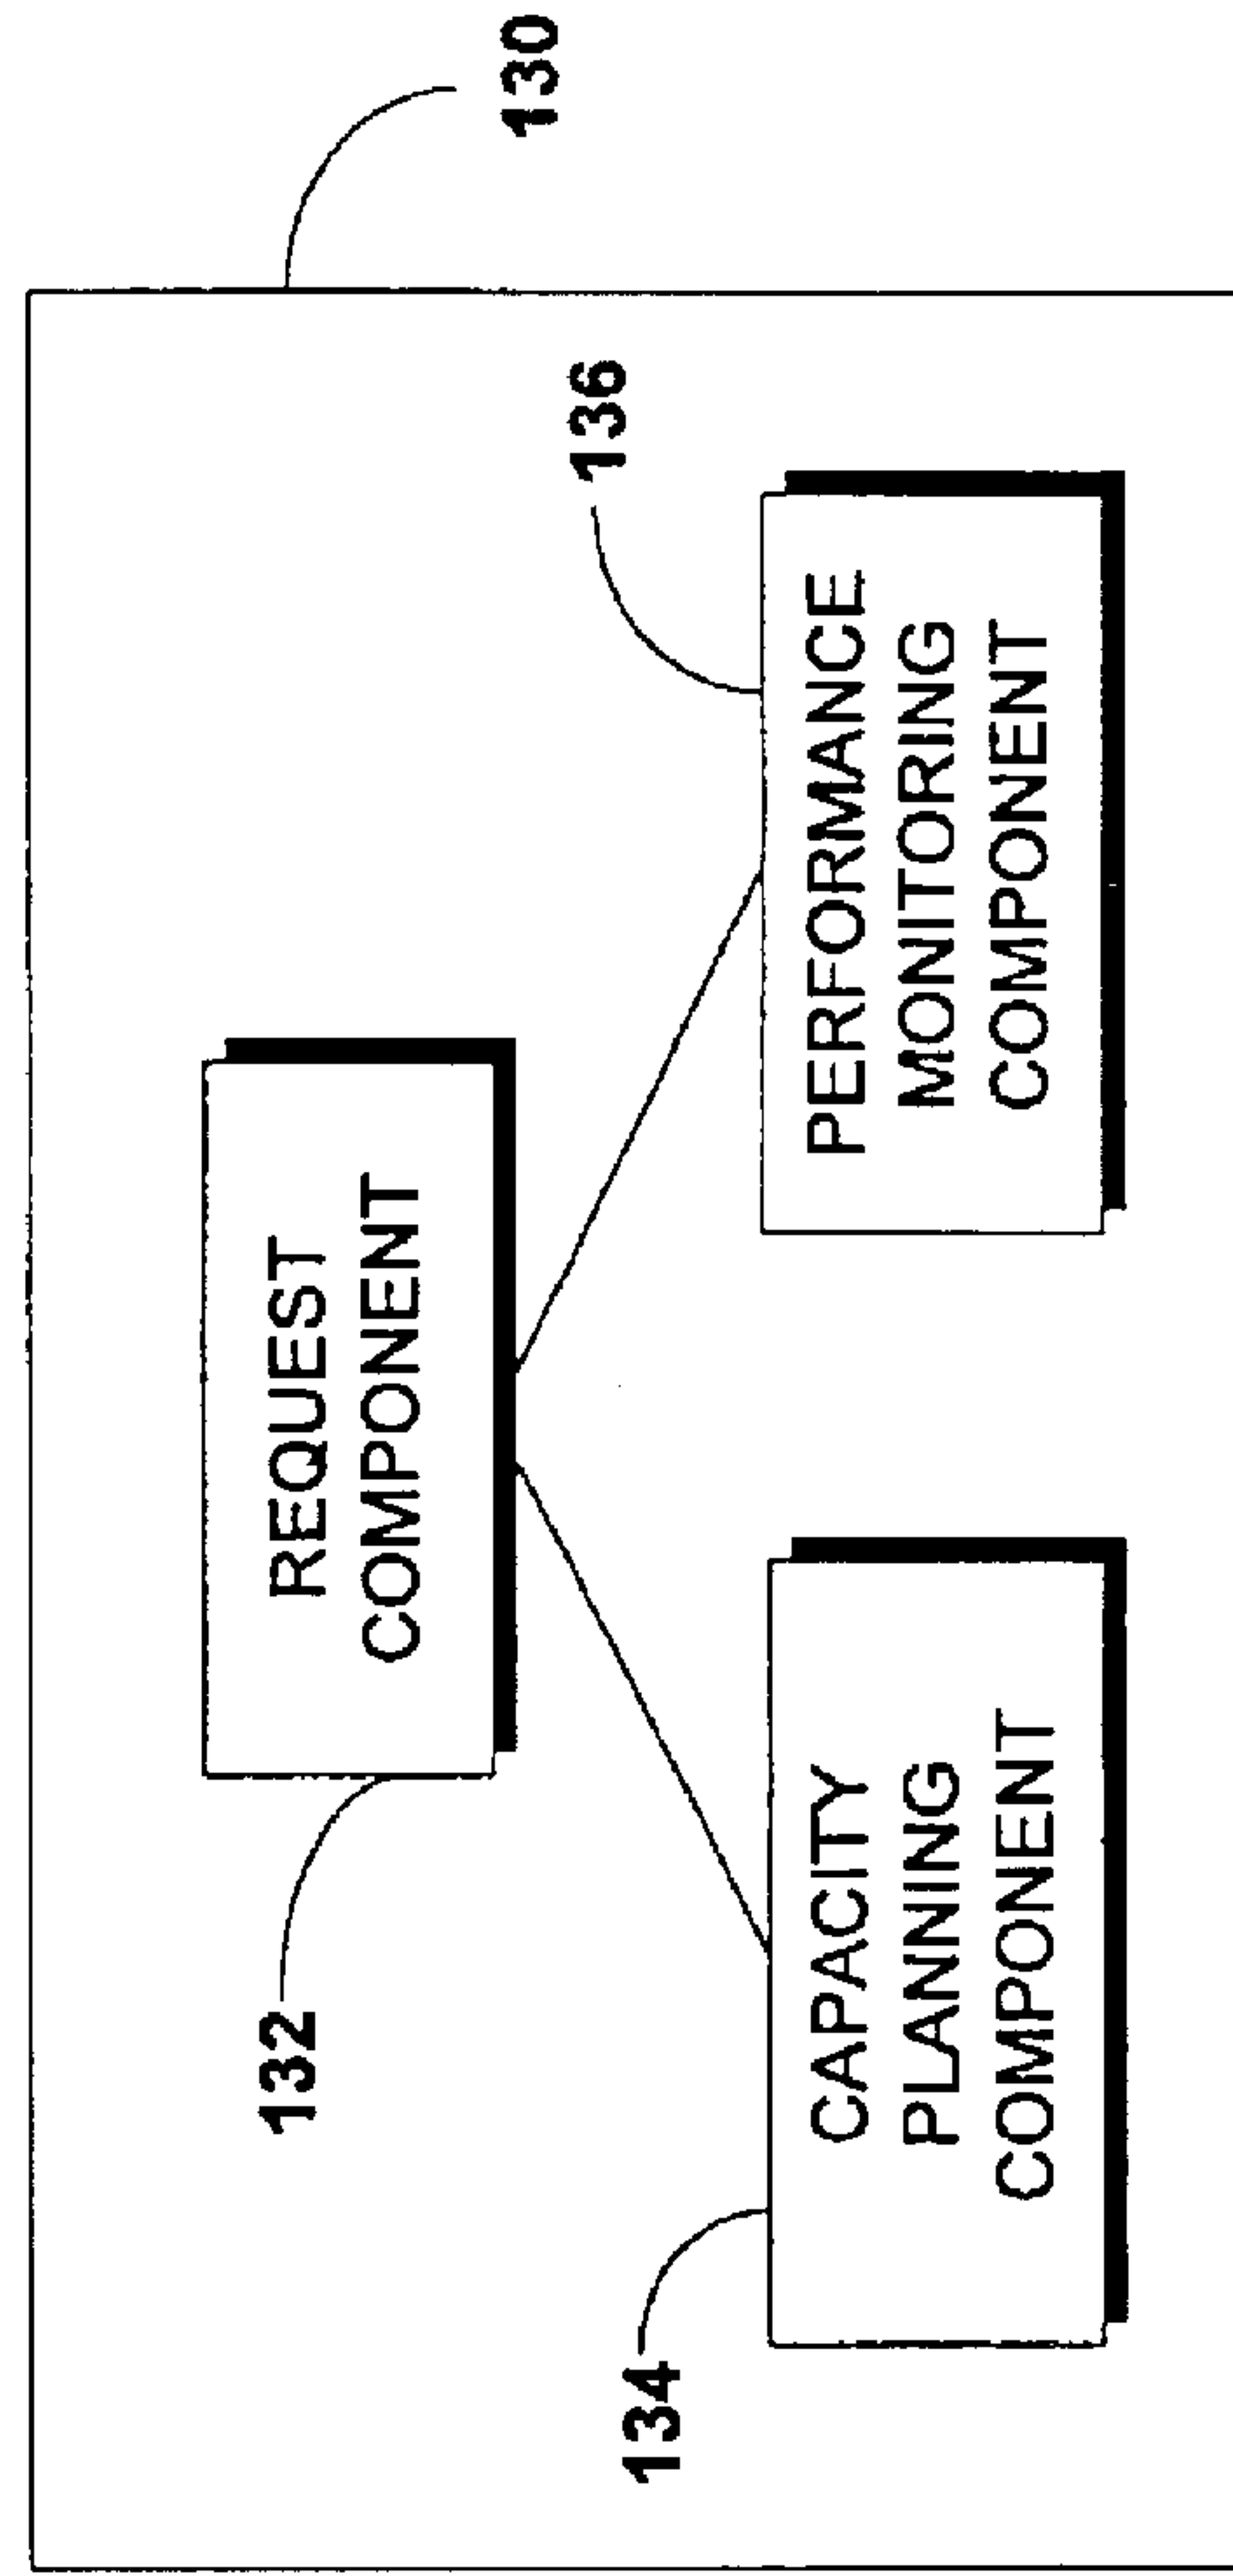 130
132
REQUEST
COMPONENT
134
136
CAPACITY
PLANNING
COMPONENT
PERFORMANCE
MONITORING
COMPONENT